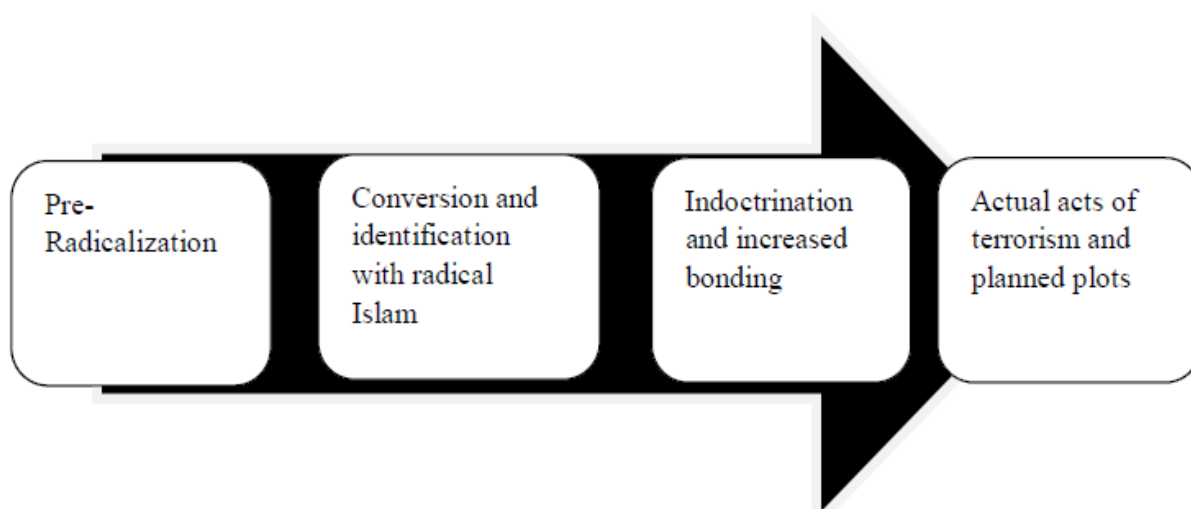 Pre-
Radicalization
Conversion and
identification
with radical
Islam
Indoctrination
and increased
bonding
Actual acts of
terrorism and
planned plots